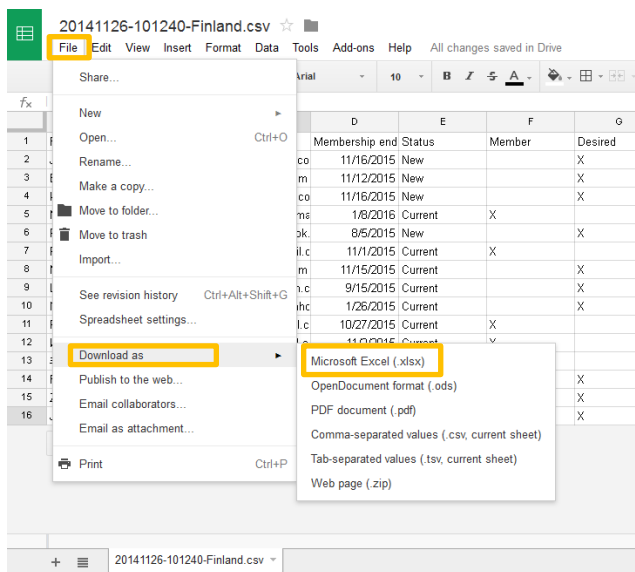 20141126-101240-Finland.csv
File Edit View Insert Format Data Tools Add-ons Help All changes saved in Drive
Share...
Arial 10 B I S A
fx
New
Open... Ctrl+O
Rename...
Make a copy...
Move to folder...
Move to trash
Import...
See revision history Ctrl+Alt+Shift+G
Spreadsheet settings...
Download as
Publish to the web...
Email collaborators...
Email as attachment...
Print Ctrl+P
Microsoft Excel (.xlsx)
OpenDocument format (.ods)
PDF document (.pdf)
Comma-separated values (.csv, current sheet)
Tab-separated values (.tsv, current sheet)
Web page (.zip)
D E F G
1 Membership end Status Member Desired
2 11/16/2015 New X
3 11/12/2015 New X
4 11/16/2015 New X
5 1/8/2016 Current X
6 8/5/2015 New X
7 11/1/2015 Current X
8 11/15/2015 Current X
9 9/15/2015 Current X
10 1/26/2015 Current X
11 10/27/2015 Current X
12
13
14 X
15 X
16 X
20141126-101240-Finland.csv